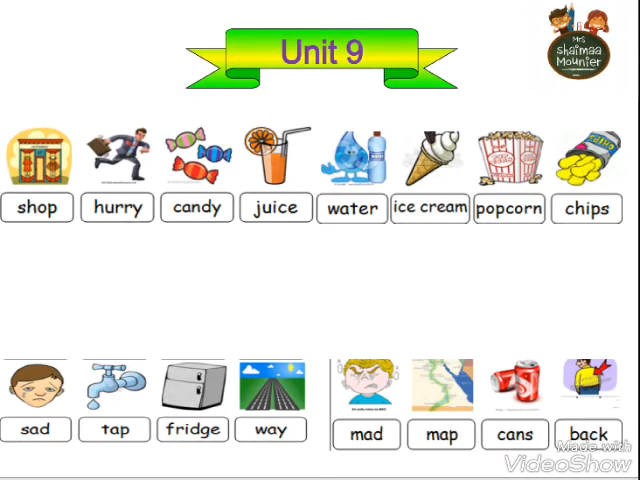 Unit 9
Mrs
Shaimaa
Mounier
CHIPS
shop
hurry
candy
juice
water
ice cream
popcorn
chips
sad
tap
fridge
way
mad
map
cans
back
Made with
VideoShow